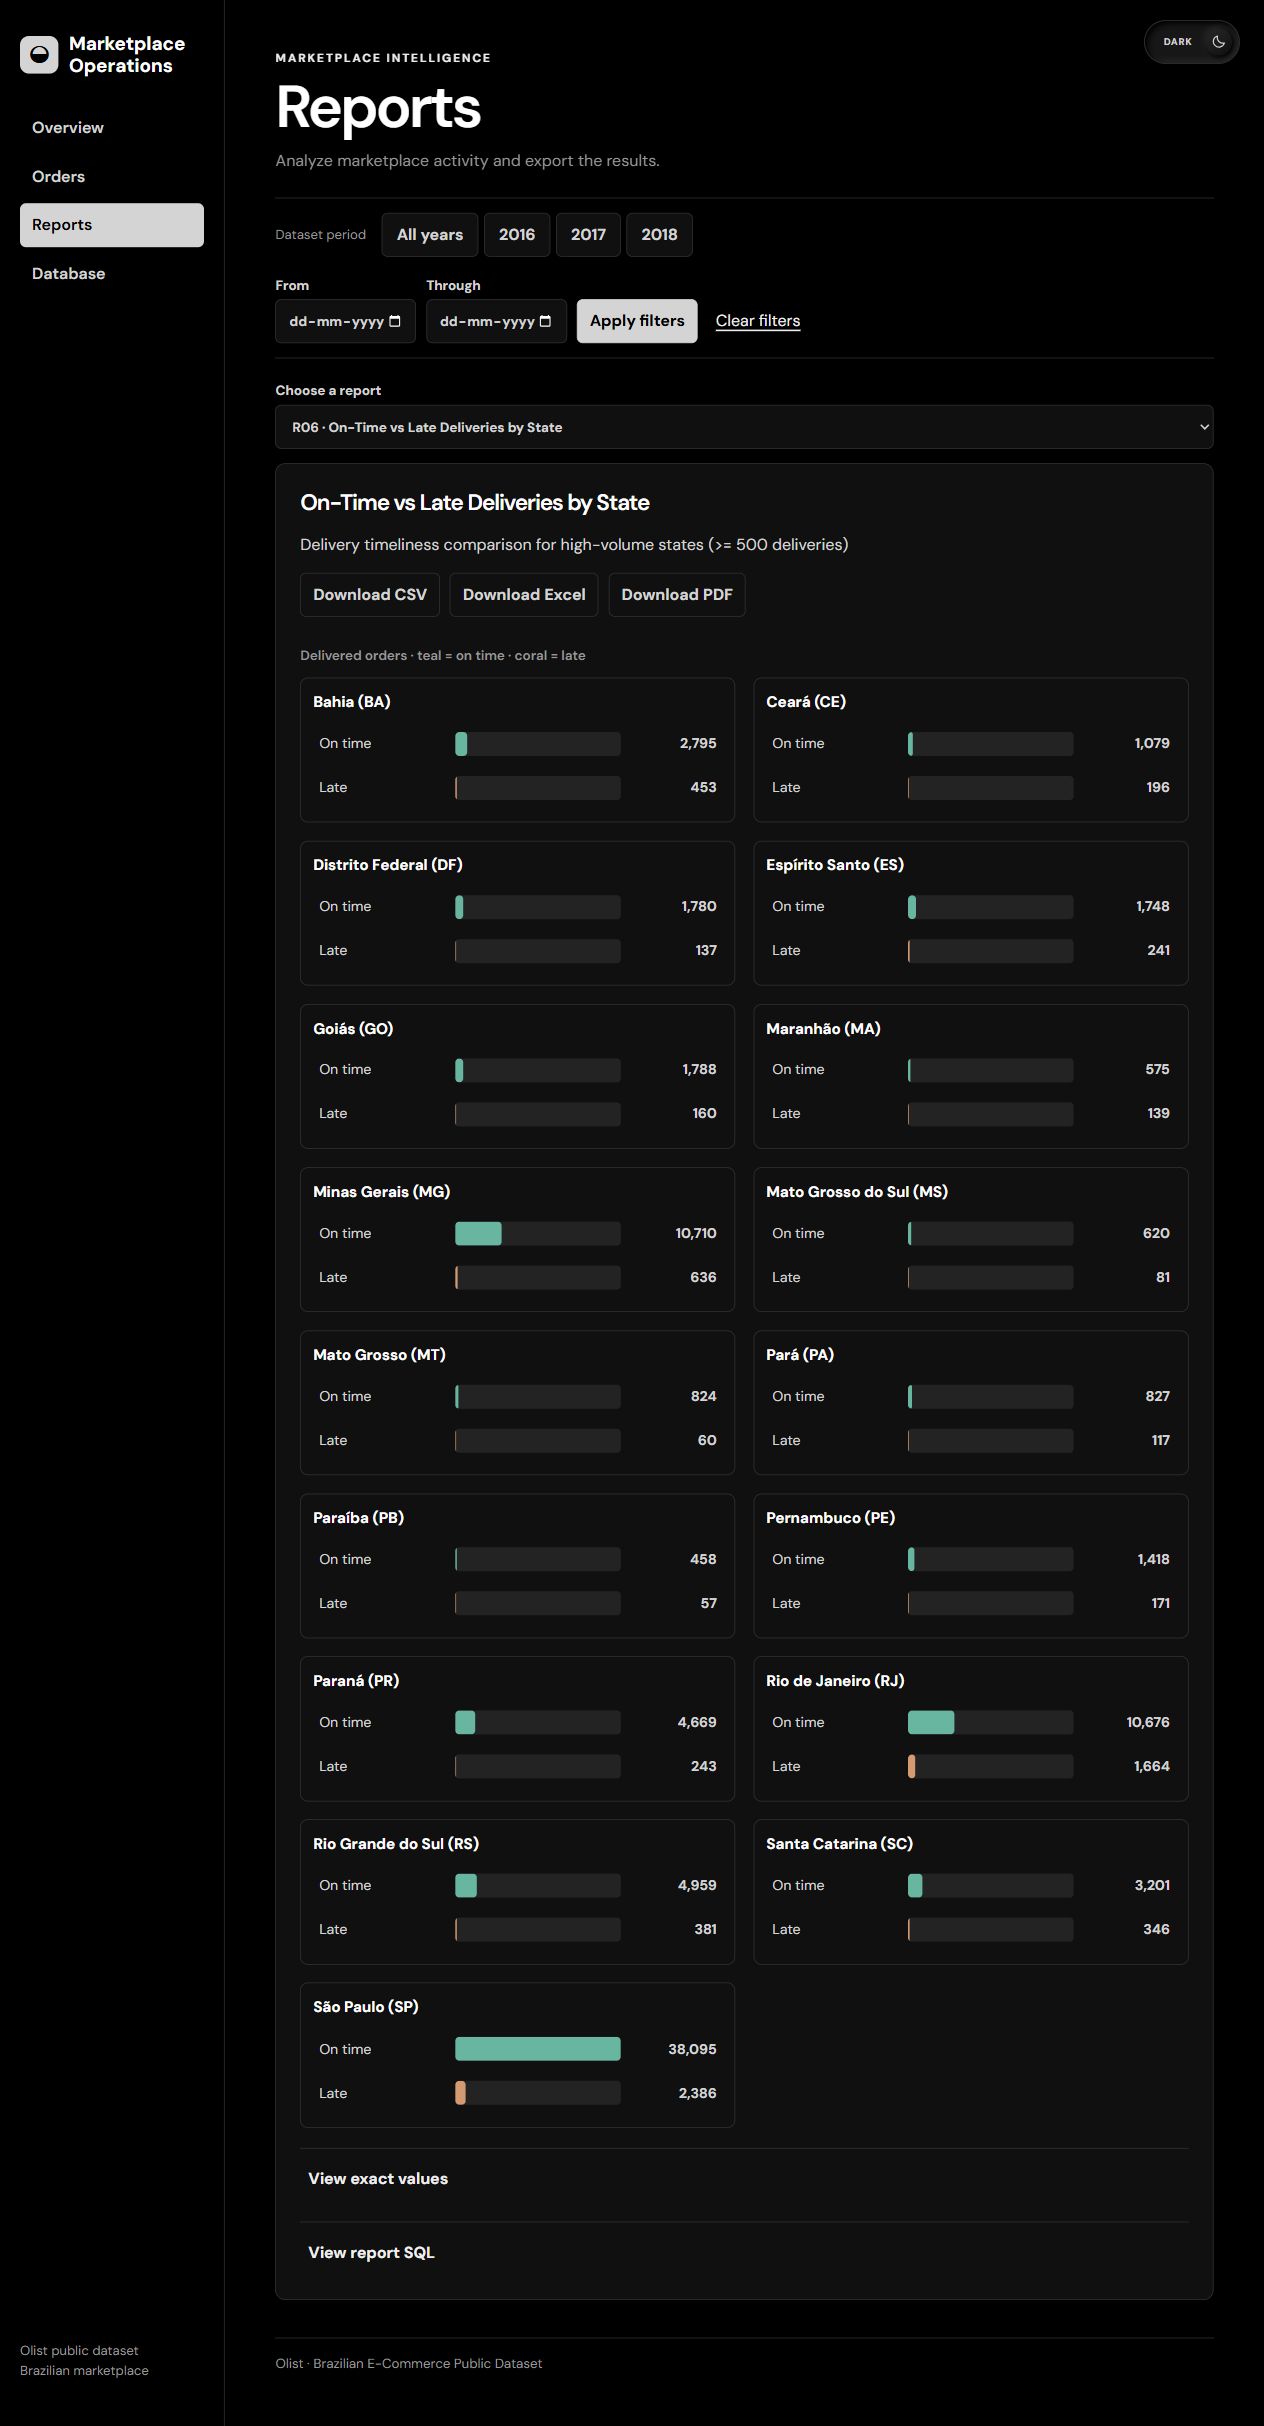 Marketplace
Operations
Overview
Orders
Reports
Database
DARK
MARKETPLACE INTELLIGENCE
Reports
Analyze marketplace activity and export the results.
Dataset period All years 2016 2017 2018
From Through
dd-mm-yyyy dd-mm-yyyy Apply filters Clear filters
Choose a report
R06 · On-Time vs Late Deliveries by State
On-Time vs Late Deliveries by State
Delivery timeliness comparison for high-volume states (>= 500 deliveries)
Download CSV Download Excel Download PDF
Delivered orders · teal = on time · coral = late
Bahia (BA)
On time 2,795
Late 453
Ceará (CE)
On time 1,079
Late 196
Distrito Federal (DF)
On time 1,780
Late 137
Espírito Santo (ES)
On time 1,748
Late 241
Goiás (GO)
On time 1,788
Late 160
Maranhão (MA)
On time 575
Late 139
Minas Gerais (MG)
On time 10,710
Late 636
Mato Grosso do Sul (MS)
On time 620
Late 81
Mato Grosso (MT)
On time 824
Late 60
Pará (PA)
On time 827
Late 117
Paraíba (PB)
On time 458
Late 57
Pernambuco (PE)
On time 1,418
Late 171
Paraná (PR)
On time 4,669
Late 243
Rio de Janeiro (RJ)
On time 10,676
Late 1,664
Rio Grande do Sul (RS)
On time 4,959
Late 381
Santa Catarina (SC)
On time 3,201
Late 346
São Paulo (SP)
On time 38,095
Late 2,386
View exact values
View report SQL
Olist public dataset
Brazilian marketplace
Olist · Brazilian E-Commerce Public Dataset